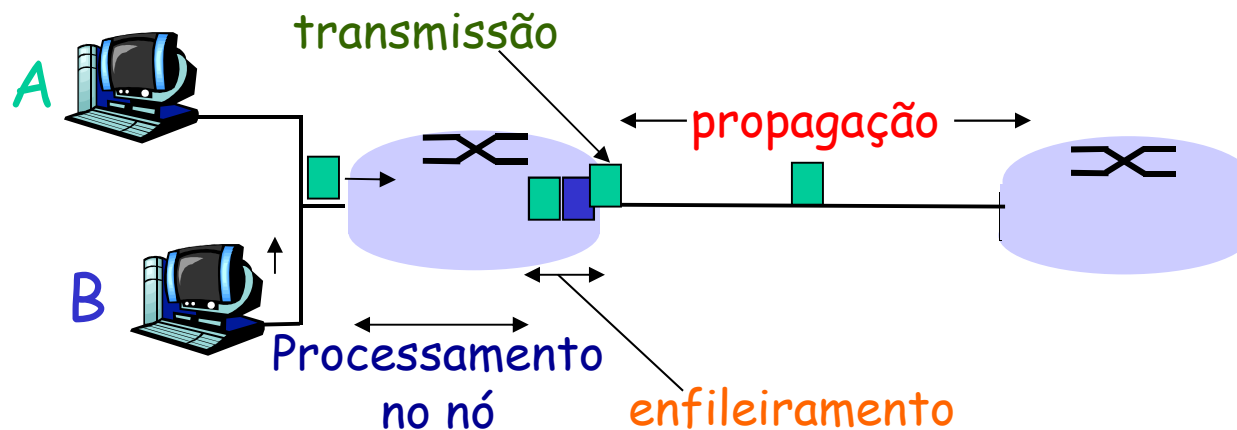 transmissão
A
propagação
B
Processamento
no nó
enfileiramento